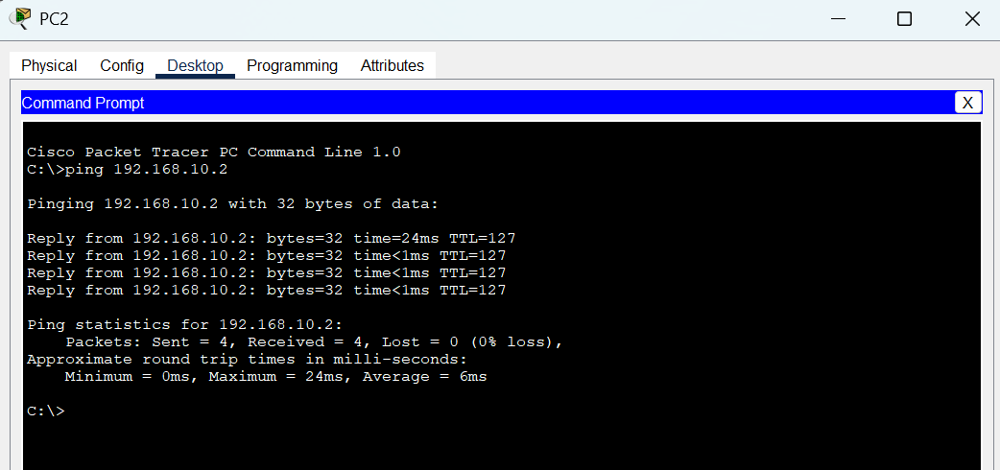 PC2
Physical Config Desktop Programming Attributes
Command Prompt
X
Cisco Packet Tracer PC Command Line 1.0
C:\>ping 192.168.10.2
Pinging 192.168.10.2 with 32 bytes of data:
Reply from 192.168.10.2: bytes=32 time=24ms TTL=127
Reply from 192.168.10.2: bytes=32 time<1ms TTL=127
Reply from 192.168.10.2: bytes=32 time<1ms TTL=127
Reply from 192.168.10.2: bytes=32 time<1ms TTL=127
Ping statistics for 192.168.10.2:
Packets: Sent = 4, Received = 4, Lost = 0 (0% loss),
Approximate round trip times in milli-seconds:
Minimum = 0ms, Maximum = 24ms, Average = 6ms
C:\>